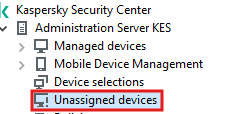 Kaspersky Security Center
Administration Server KES
Managed devices
Mobile Device Management
Device selections
Unassigned devices